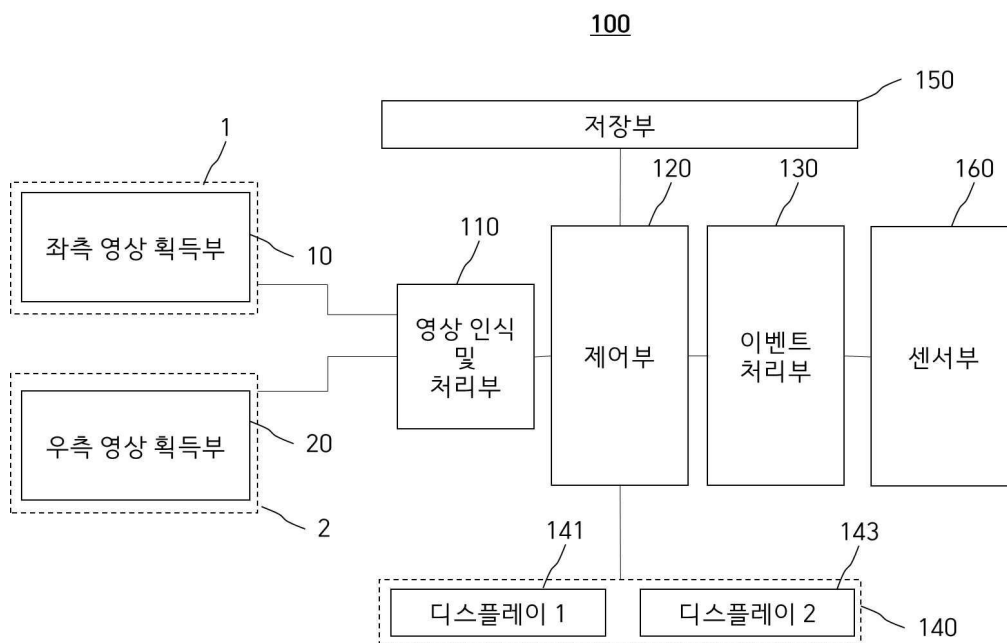 100
150
저장부
1
120
130
160
좌측 영상 획득부
10
110
영상 인식
및
처리부
제어부
이벤트
처리부
센서부
우측 영상 획득부
20
2
141
143
디스플레이 1
디스플레이 2
140